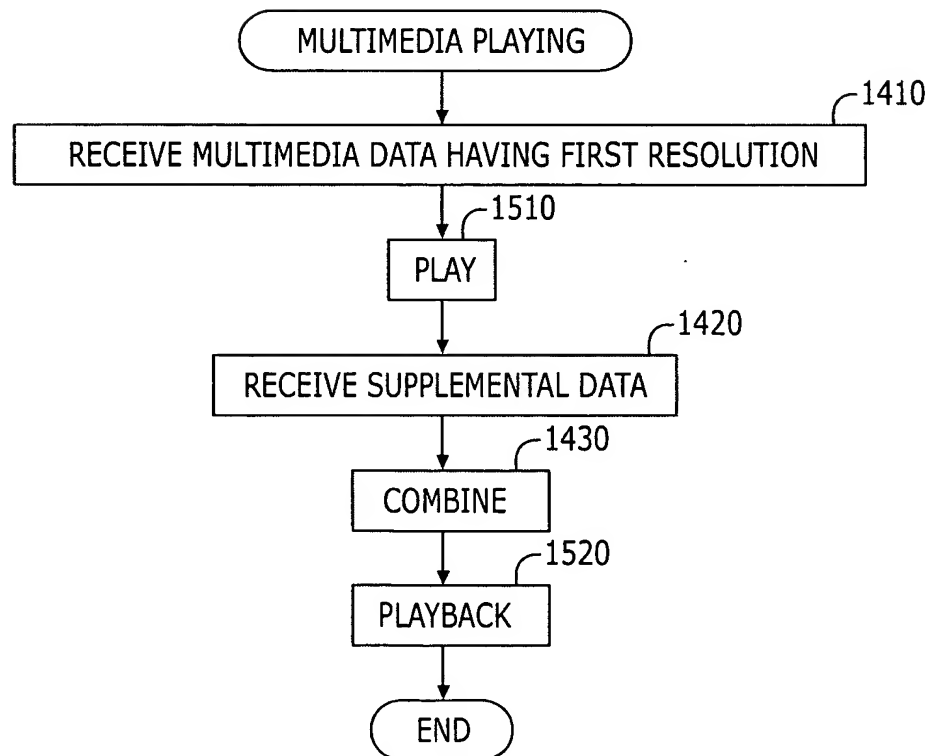 MULTIMEDIA PLAYING
1410
RECEIVE MULTIMEDIA DATA HAVING FIRST RESOLUTION
1510
PLAY
1420
RECEIVE SUPPLEMENTAL DATA
1430
COMBINE
1520
PLAYBACK
END